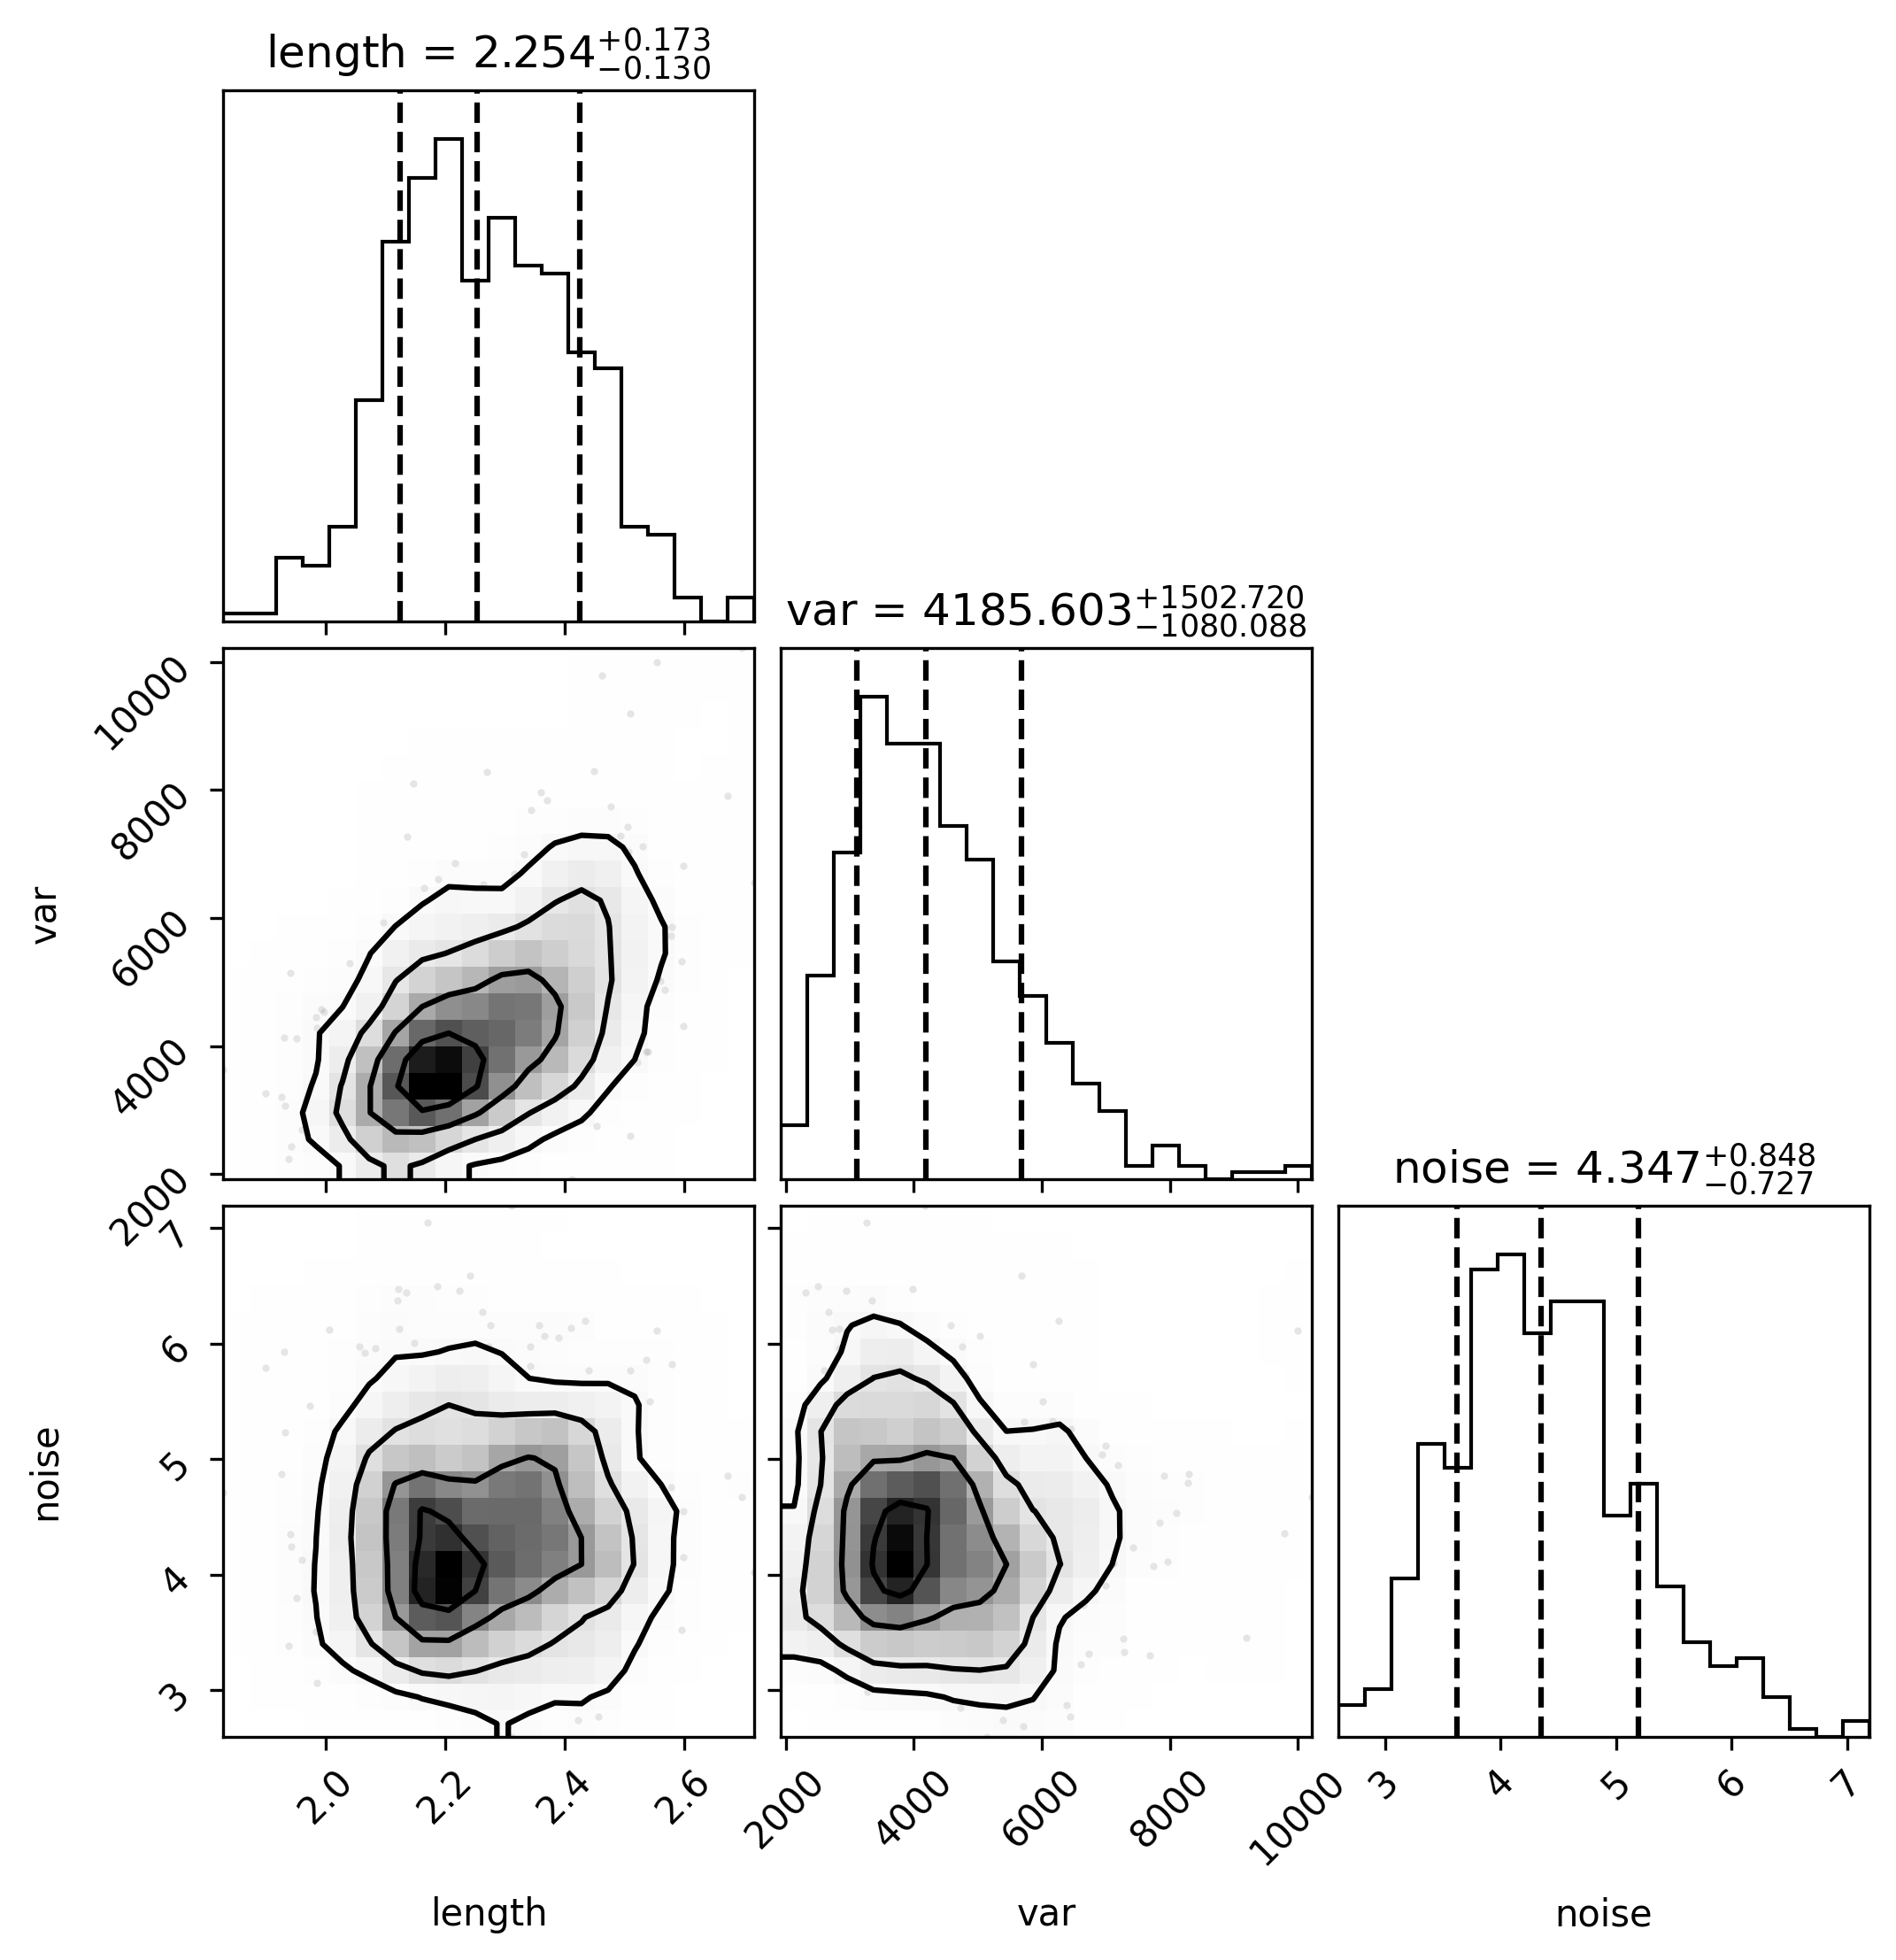 length = 2.254 +0.173 −0.130
var = 4185.603 +1502.720 −1080.088
10000
8000
6000
4000
2000
var
noise = 4.347 +0.848 −0.727
7
6
5
4
3
noise
2.0 2.2 2.4 2.6 2000 4000 6000 8000 10000 3 4 5 6 7
length var noise